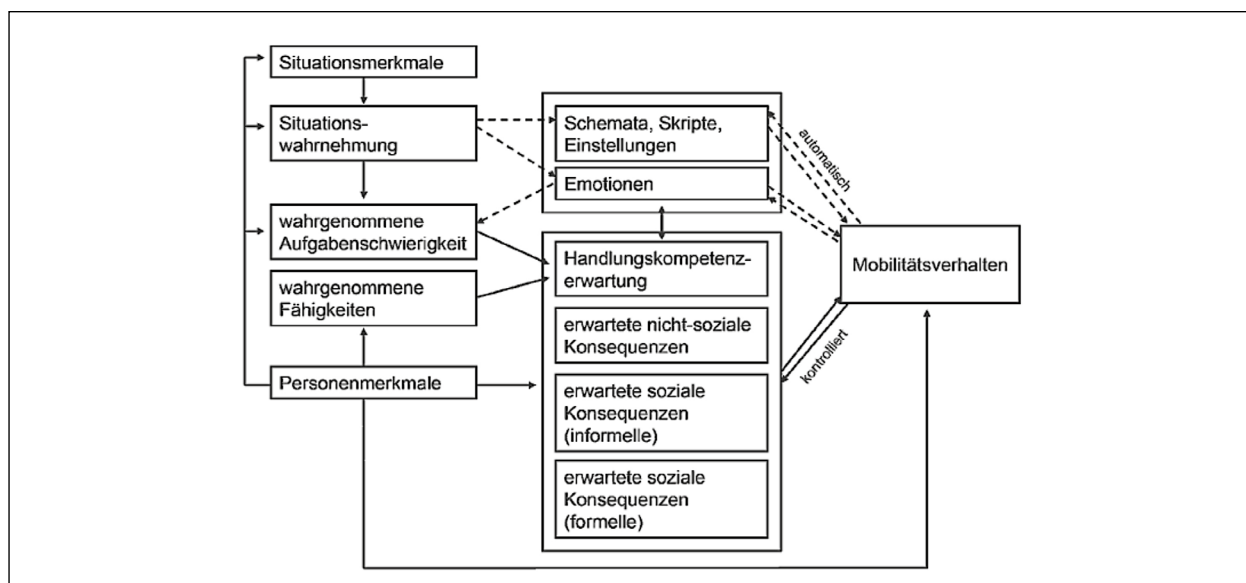 Situationsmerkmale
Situations-
wahrnehmung
wahrgenommene
Aufgabenschwierigkeit
wahrgenommene
Fähigkeiten
Personenmerkmale
Schemata, Skripte,
Einstellungen
Emotionen
Handlungskompetenz-
erwartung
erwartete nicht-soziale
Konsequenzen
erwartete soziale
Konsequenzen
(informelle)
erwartete soziale
Konsequenzen
(formelle)
automatisch
Mobilitätsverhalten
kontrolliert